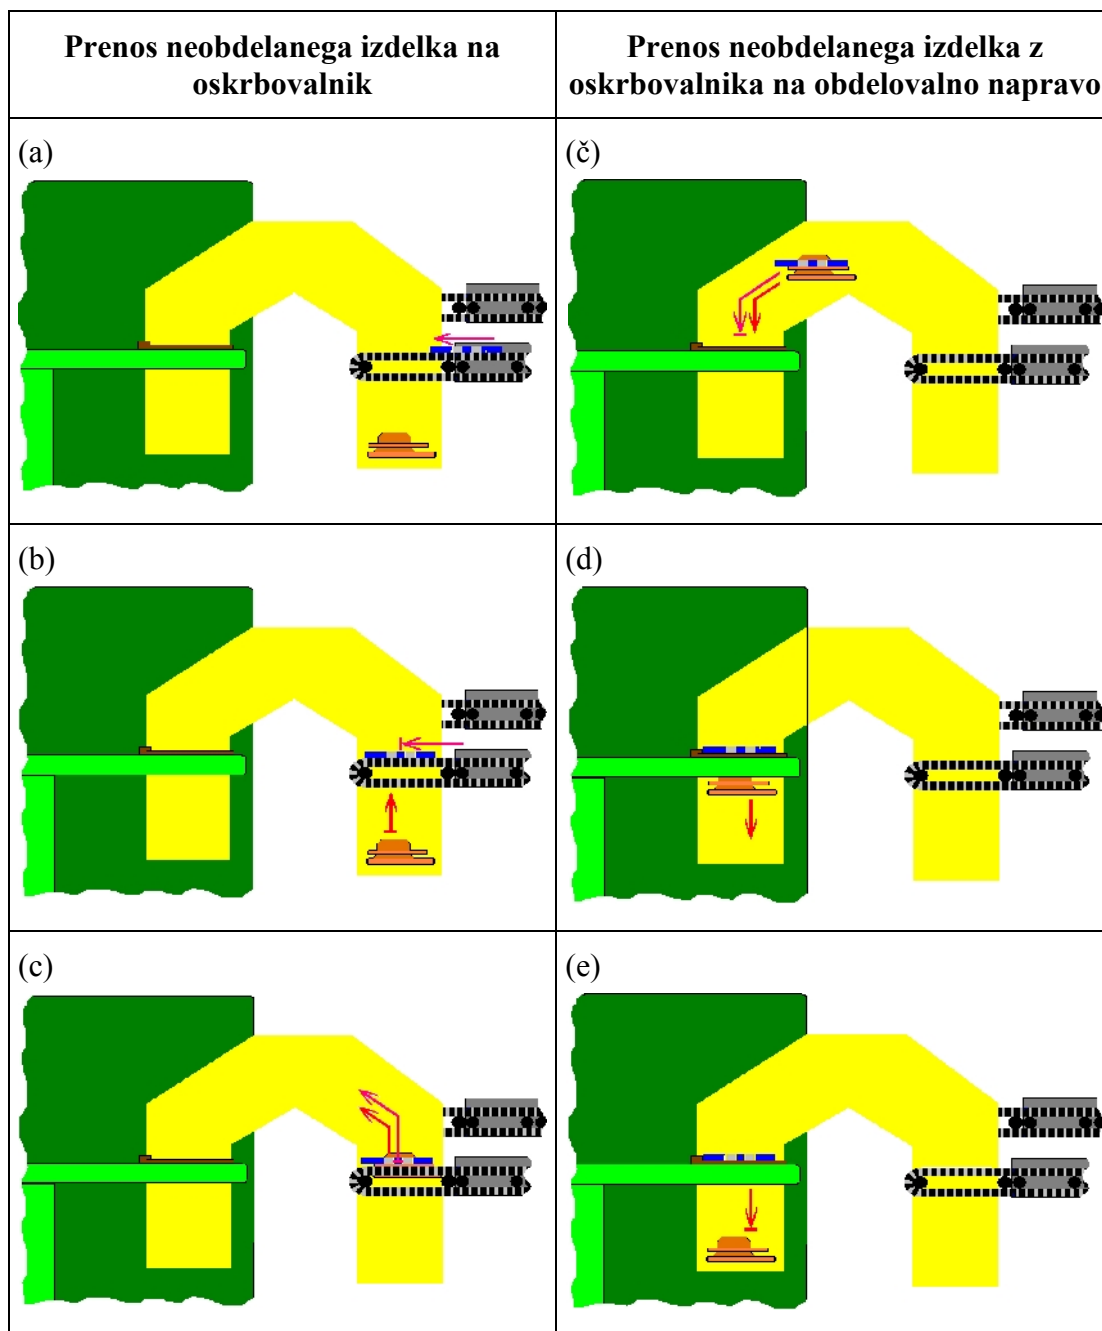 Prenos neobdelanega izdelka na
oskrbovalnik
Prenos neobdelanega izdelka z
oskrbovalnika na obdelovalno napravo
(a)
(č)
(b)
(d)
(c)
(e)